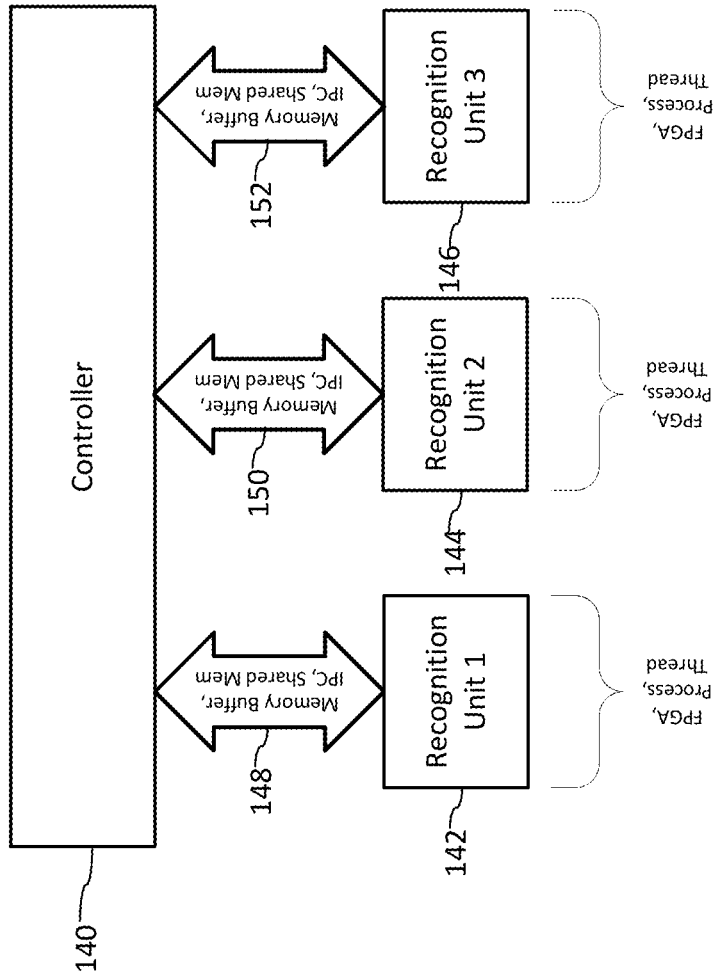 140
Controller
148
Memory Buffer,
IPC, Shared Mem
150
Memory Buffer,
IPC, Shared Mem
152
Memory Buffer,
IPC, Shared Mem
142
Recognition
Unit 1
144
Recognition
Unit 2
146
Recognition
Unit 3
FPGA,
Process,
Thread
FPGA,
Process,
Thread
FPGA,
Process,
Thread